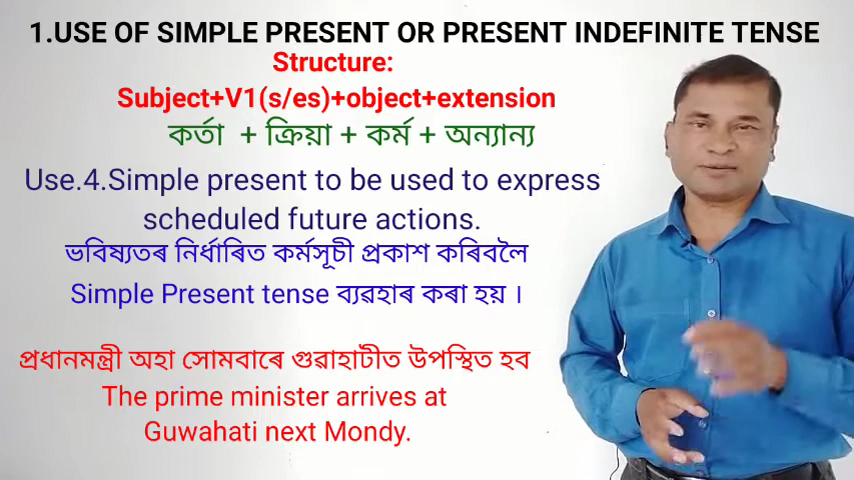 1.USE OF SIMPLE PRESENT OR PRESENT INDEFINITE TENSE
Structure:
Subject+V1(s/es)+object+extension
কৰ্তা + ক্ৰিয়া + কৰ্ম + অন্যান্য
Use.4.Simple present to be used to express
scheduled future actions.
ভবিষ্যতৰ নিৰ্ধাৰিত কৰ্মসূচী প্ৰকাশ কৰিবলৈ
Simple Present tense ব্যৱহাৰ কৰা হয় ।
প্ৰধানমন্ত্ৰী অহা সোমবাৰে গুৱাহাটীত উপস্থিত হব
The prime minister arrives at
Guwahati next Mondy.